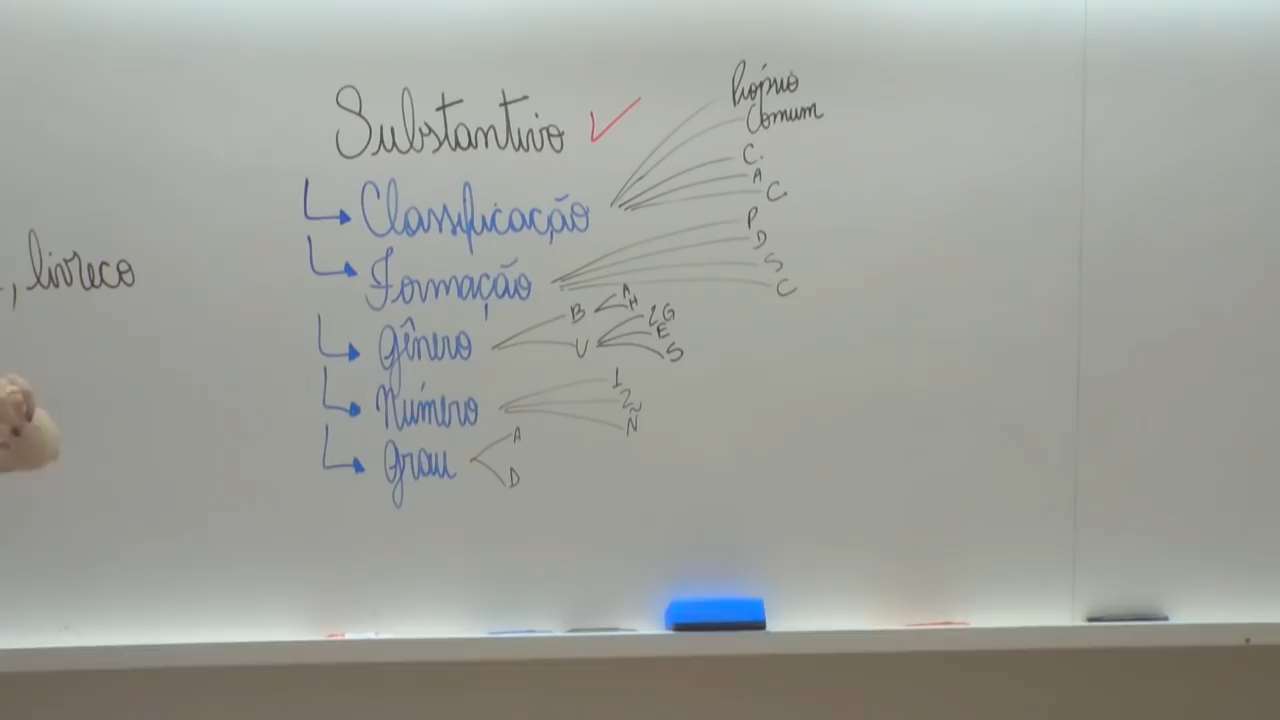 Substantivo
Próprio
Comum
C.
A
C
Classificação
P
D
S
C
Formação
, livreco
B
A
H
Gênero
U
2G
E
S
Número
1
2
Ñ
Grau
A
D